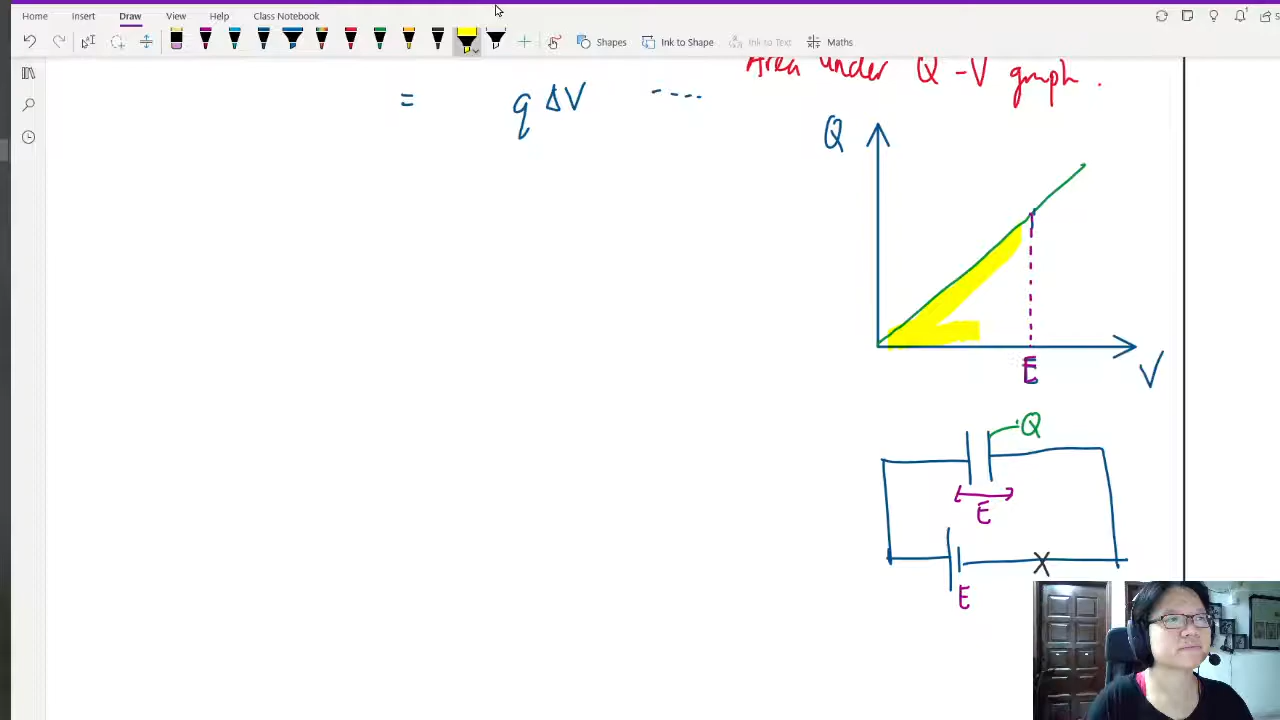 Home Insert Draw View Help Class Notebook
Shapes Ink to Shape Ink to Text Maths
Area under Q-V graph.
= q ΔV ----
Q
E
V
Q
E
X
E